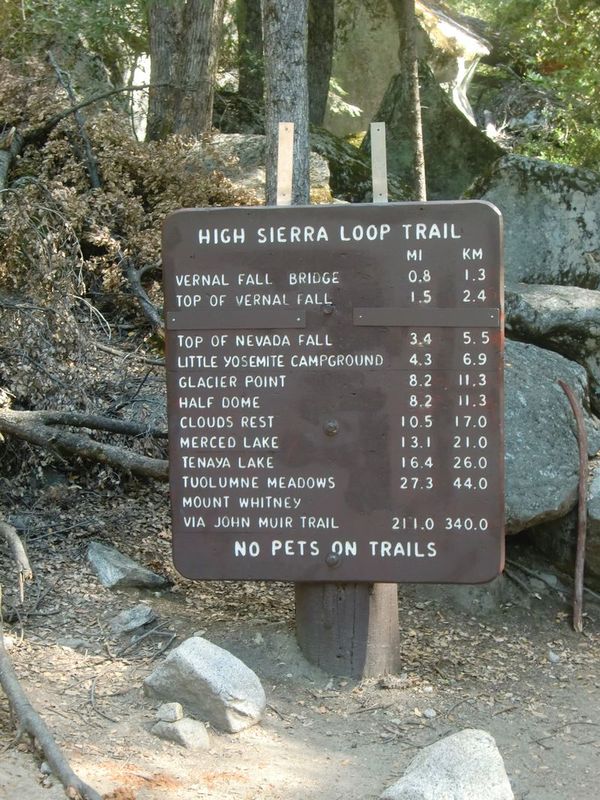 HIGH SIERRA LOOP TRAIL
MI KM
VERNAL FALL BRIDGE 0.8 1.3
TOP OF VERNAL FALL 1.5 2.4
TOP OF NEVADA FALL 3.4 5.5
LITTLE YOSEMITE CAMPGROUND 4.3 6.9
GLACIER POINT 8.2 11.3
HALF DOME 8.2 11.3
CLOUDS REST 10.5 17.0
MERCED LAKE 13.1 21.0
TENAYA LAKE 16.4 26.0
TUOLUMNE MEADOWS 27.3 44.0
MOUNT WHITNEY
VIA JOHN MUIR TRAIL 211.0 340.0
NO PETS ON TRAILS